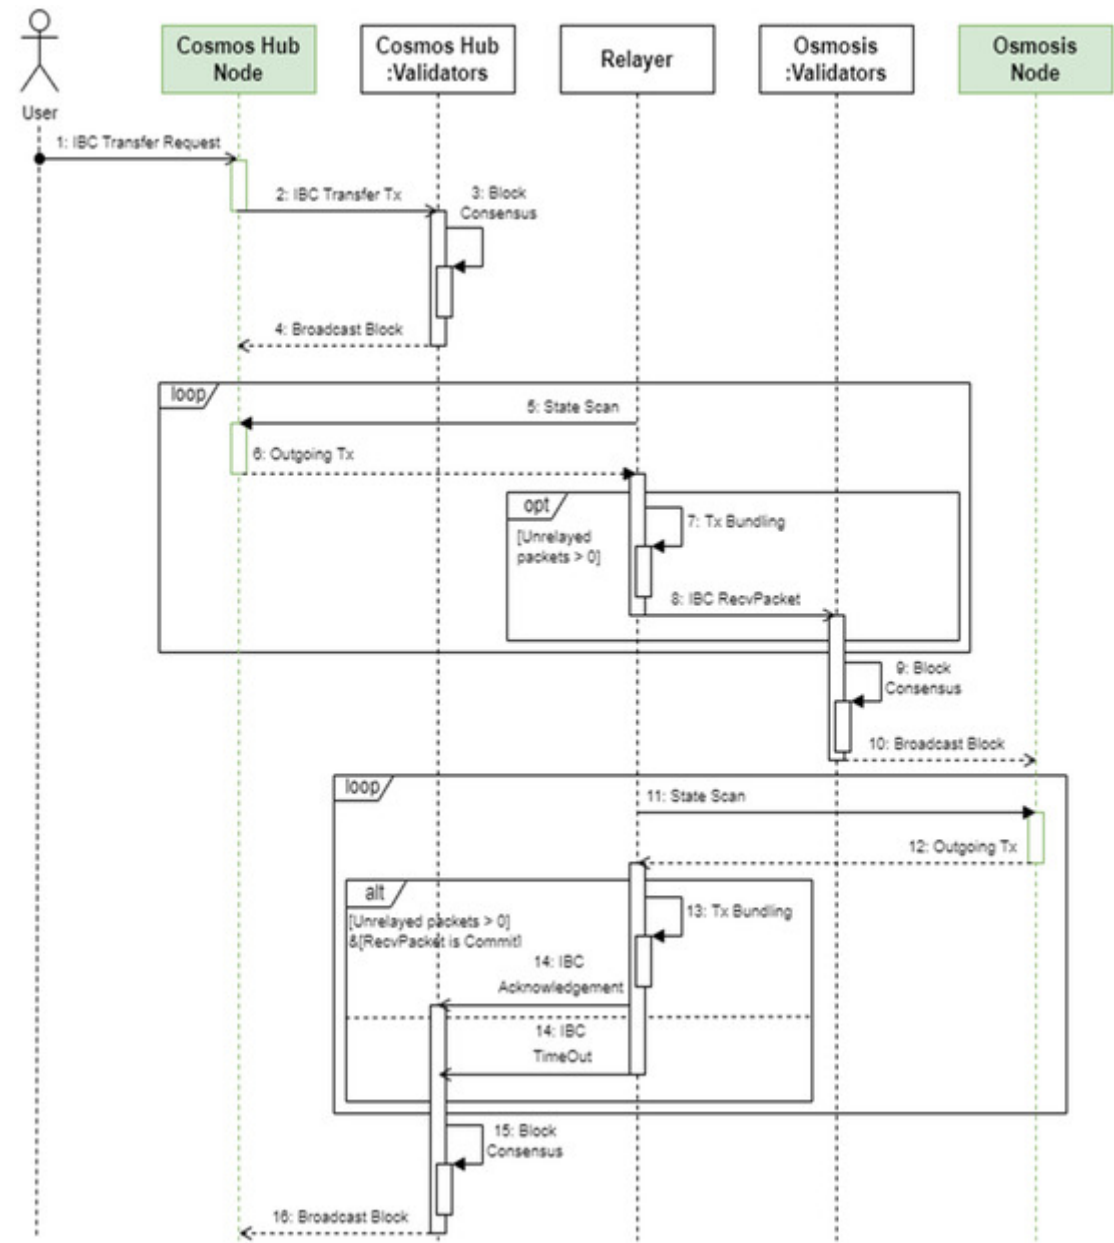 Cosmos Hub
Node
Cosmos Hub
:Validators
Relayer
Osmosis
:Validators
Osmosis
Node
User
1: IBC Transfer Request
2: IBC Transfer Tx
3: Block
Consensus
4: Broadcast Block
loop
5: State Scan
6: Outgoing Tx
opt
[Unrelayed
packets > 0]
7: Tx Bundling
8: IBC RecvPacket
9: Block
Consensus
10: Broadcast Block
loop
11: State Scan
12: Outgoing Tx
alt
[Unrelayed packets > 0]
&[RecvPacket is Commit]
13: Tx Bundling
14: IBC
Acknowledgement
14: IBC
TimeOut
15: Block
Consensus
16: Broadcast Block